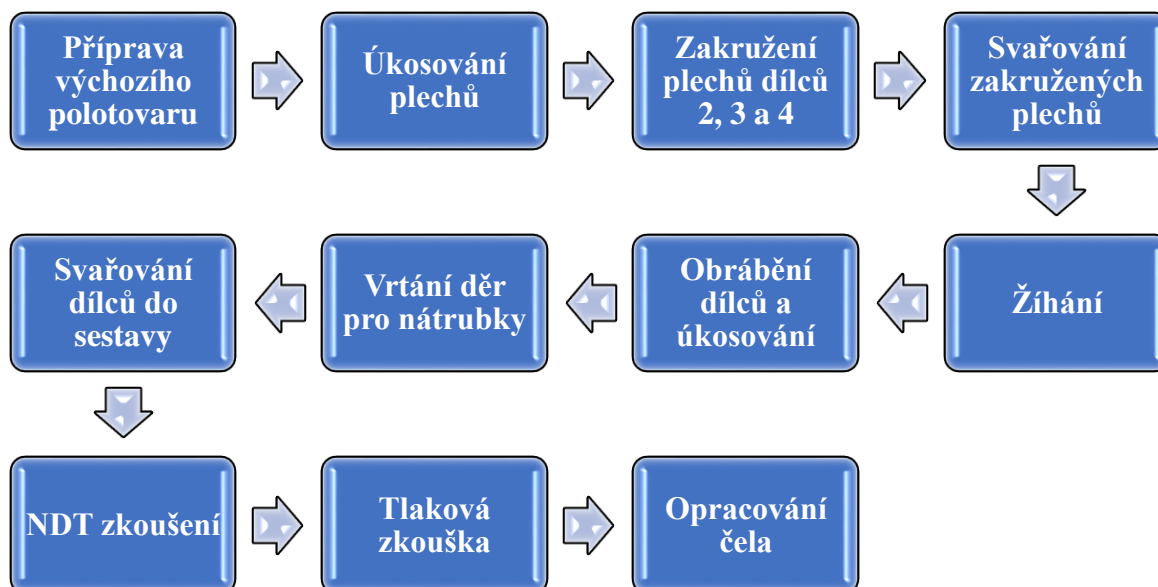 Příprava
výchozího
polotovaru
Úkosování
plechů
Zakružení
plechů dílců
2, 3 a 4
Svařování
zakružených
plechů
Žíhání
Obrábění
dílců a
úkosování
Vrtání děr
pro nátrubky
Svařování
dílců do
sestavy
NDT zkoušení
Tlaková
zkouška
Opracování
čela